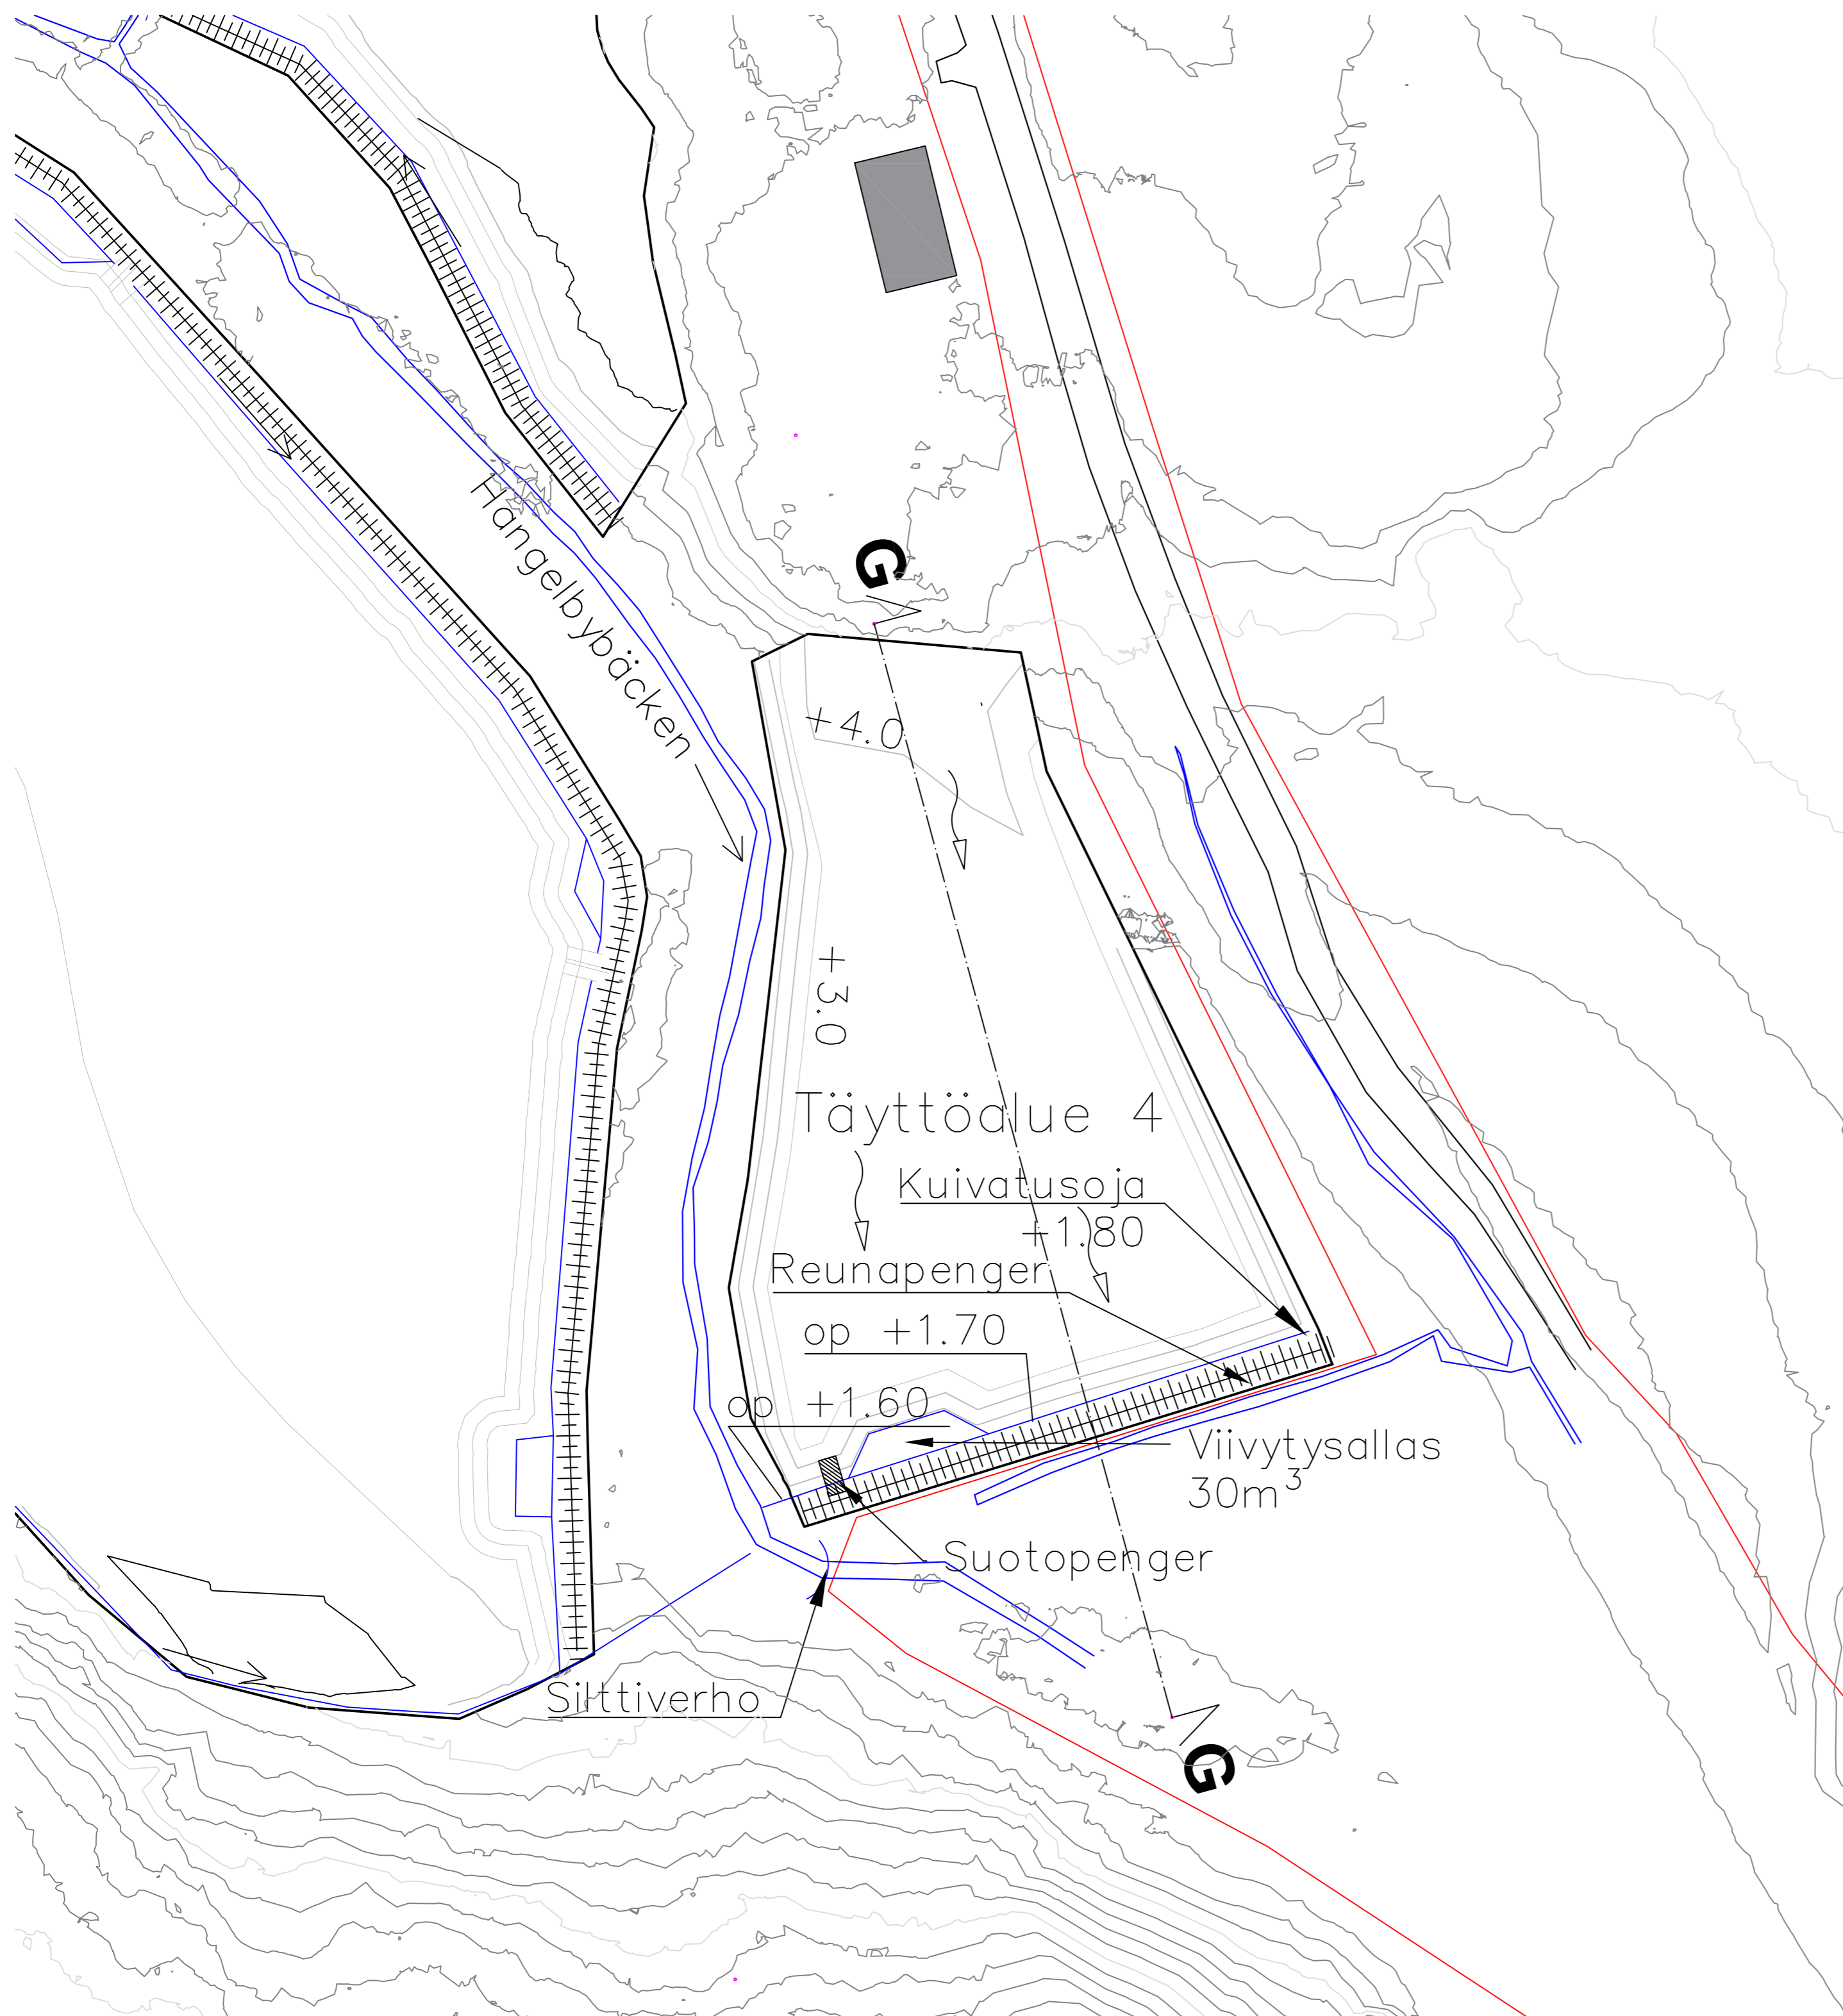 G
Hangelbybäcken
+4.0
+3.0
Täyttöalue 4
Kuivatusoja
+1.80
Reunapenger
op +1.70
op +1.60
Viivytysallas
30m³
Suotopenger
Silttiverho
G